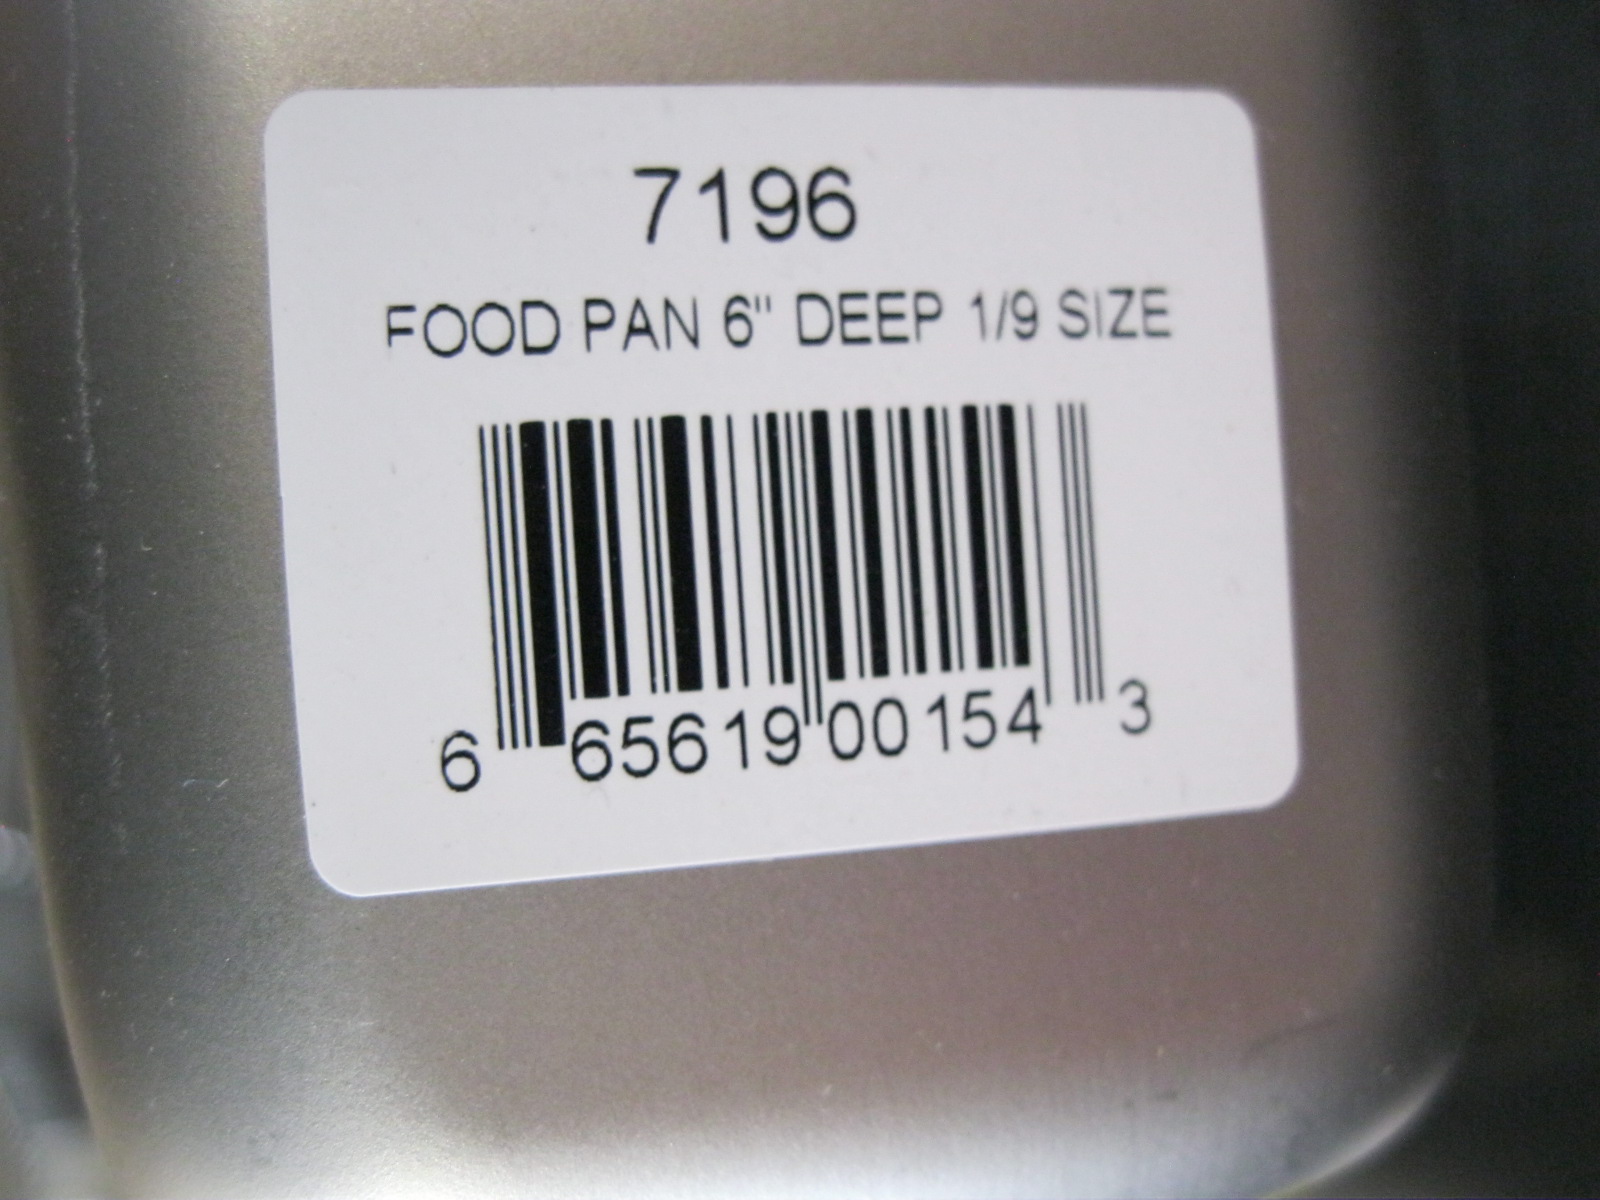 7196
FOOD PAN 6" DEEP 1/9 SIZE
6 65619 00154 3